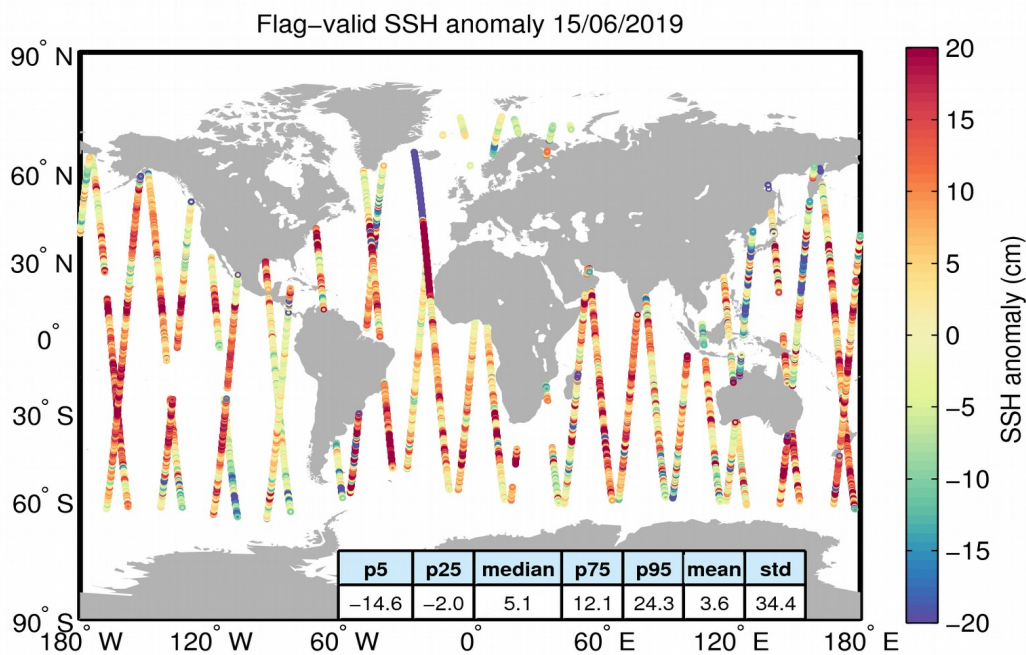 Flag−valid SSH anomaly 15/06/2019
90° N
60° N
30° N
0°
30° S
60° S
90° S
180° W
120° W
60° W
0°
60° E
120° E
180° E
p5 p25 median p75 p95 mean std
−14.6 −2.0 5.1 12.1 24.3 3.6 34.4
20
15
10
5
0
−5
−10
−15
−20
SSH anomaly (cm)